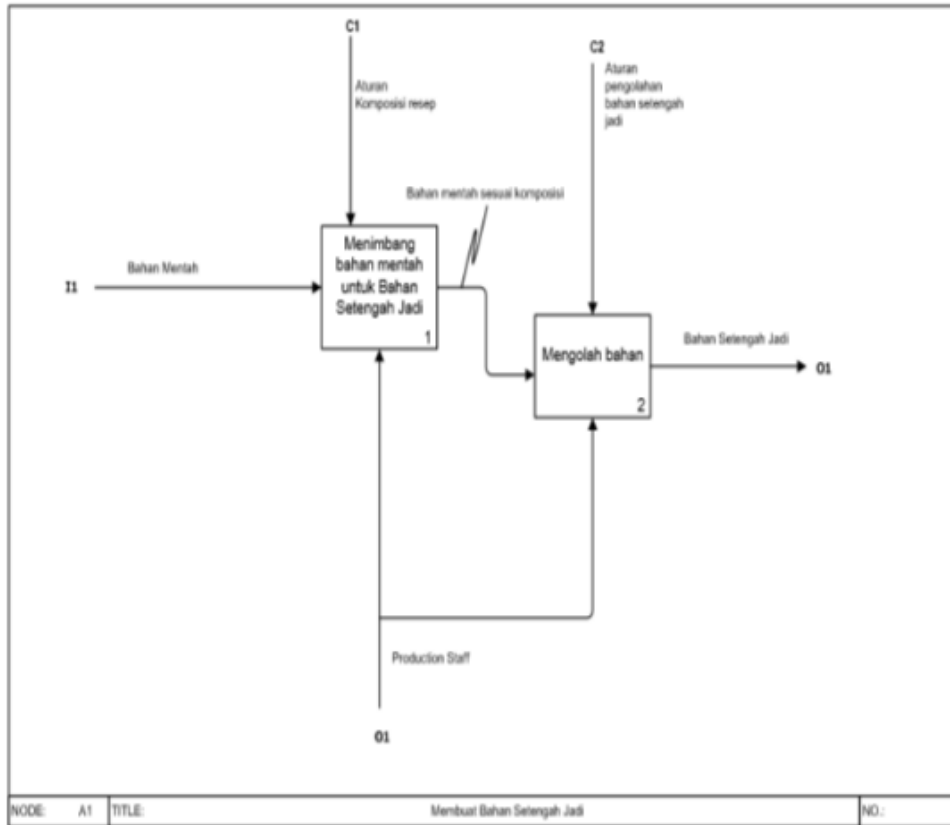 C1
Aturan
Komposisi resep
C2
Aturan
pengolahan
bahan setengah
jadi
Bahan mentah sesuai komposisi
I1
Bahan Mentah
Menimbang
bahan mentah
untuk Bahan
Setengah Jadi
1
Mengolah bahan
2
Bahan Setengah Jadi
O1
Production Staff
O1
NODE: A1 TITLE: Membuat Bahan Setengah Jadi NO.: